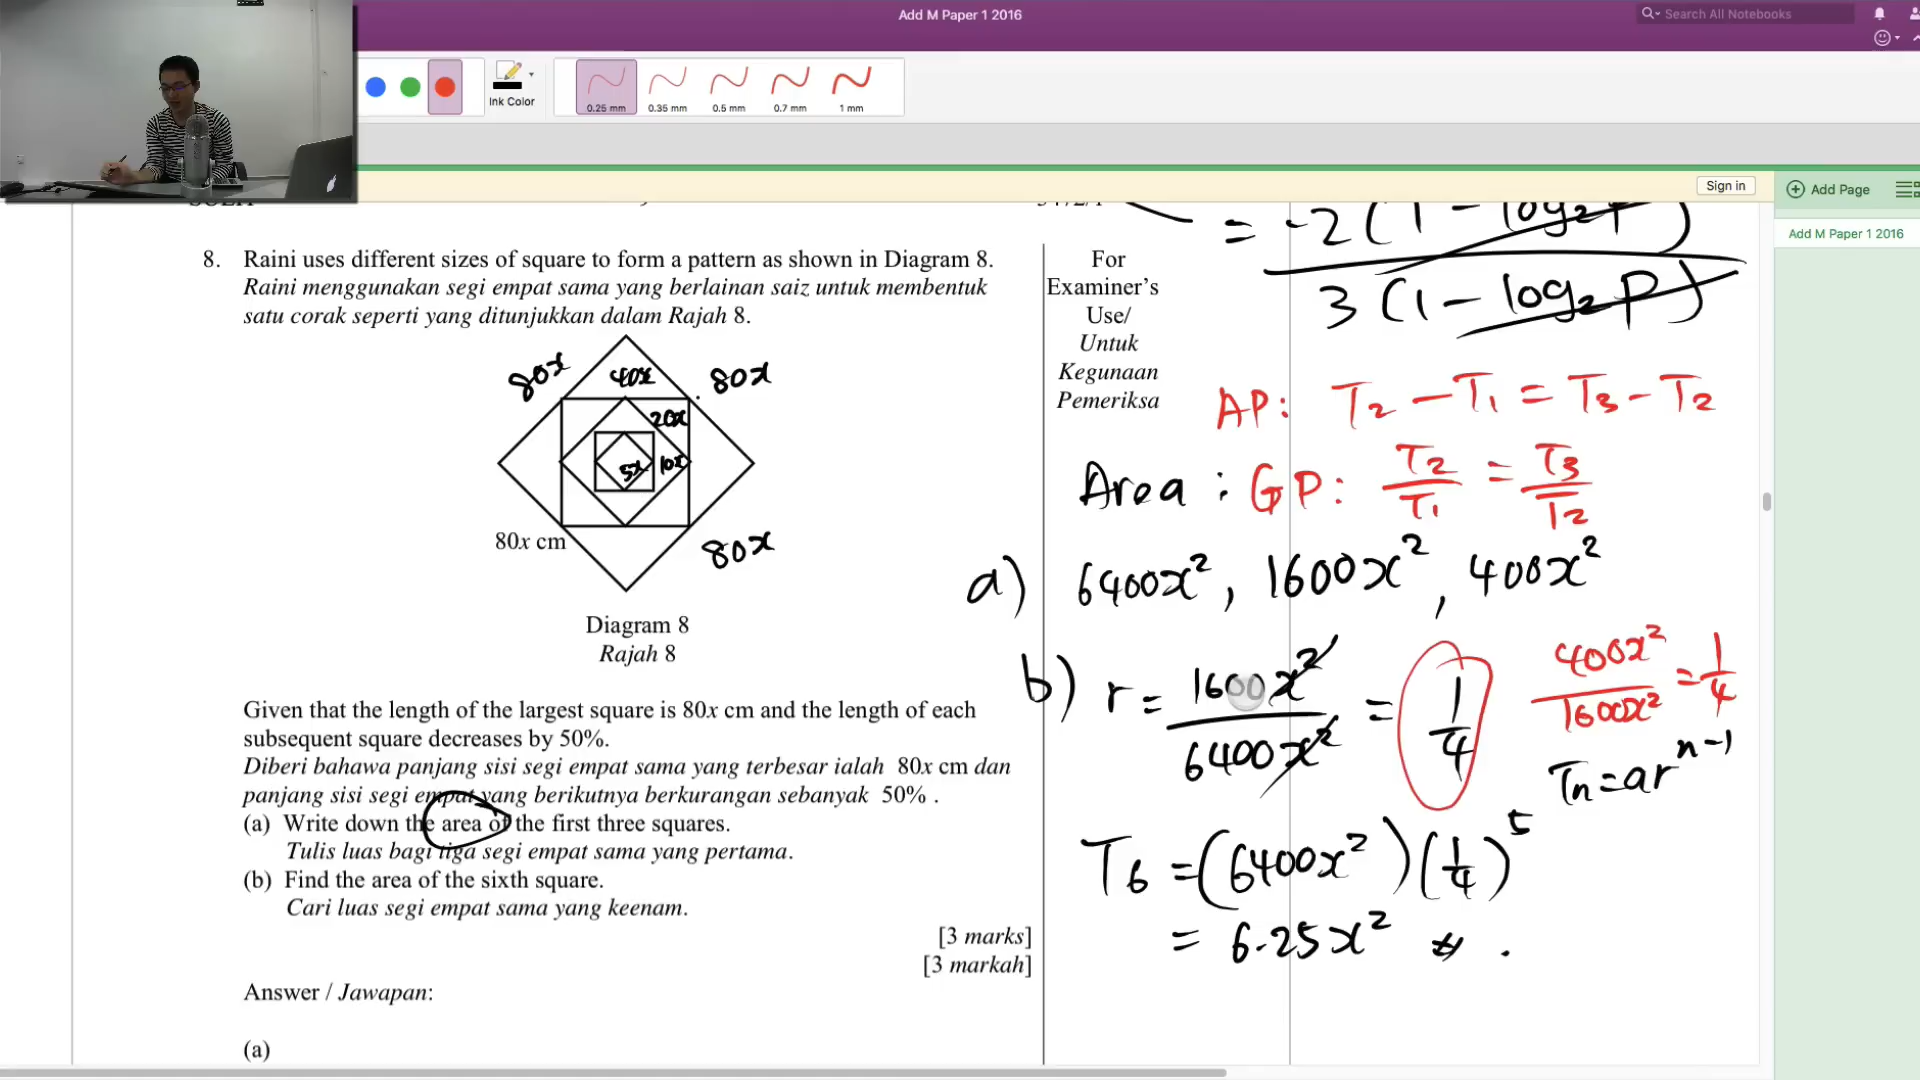 Add M Paper 1 2016
Search All Notebooks
Ink Color
0.25 mm
0.35 mm
0.5 mm
0.7 mm
1 mm
Sign in
Add Page
Add M Paper 1 2016
8. Raini uses different sizes of square to form a pattern as shown in Diagram 8.
Raini menggunakan segi empat sama yang berlainan saiz untuk membentuk
satu corak seperti yang ditunjukkan dalam Rajah 8.
80x
40x
80x
20x
5x
10x
80x cm
80x
Diagram 8
Rajah 8
Given that the length of the largest square is 80x cm and the length of each
subsequent square decreases by 50%.
Diberi bahawa panjang sisi segi empat sama yang terbesar ialah 80x cm dan
panjang sisi segi empat yang berikutnya berkurangan sebanyak 50% .
(a) Write down the area of the first three squares.
Tulis luas bagi tiga segi empat sama yang pertama.
(b) Find the area of the sixth square.
Cari luas segi empat sama yang keenam.
[3 marks]
[3 markah]
Answer / Jawapan:
(a)
For
Examiner's
Use/
Untuk
Kegunaan
Pemeriksa
= -2(1 - log₂p)
3(1 - log₂p)
AP: T₂ - T₁ = T₃ - T₂
Area : GP: T₂/T₁ = T₃/T₂
a) 6400x², 1600x², 400x²
b) r = 1600x²/6400x² = 1/4
400x²/1600x² = 1/4
Tn = ar^(n-1)
T₆ = (6400x²)(1/4)⁵
= 6.25x²